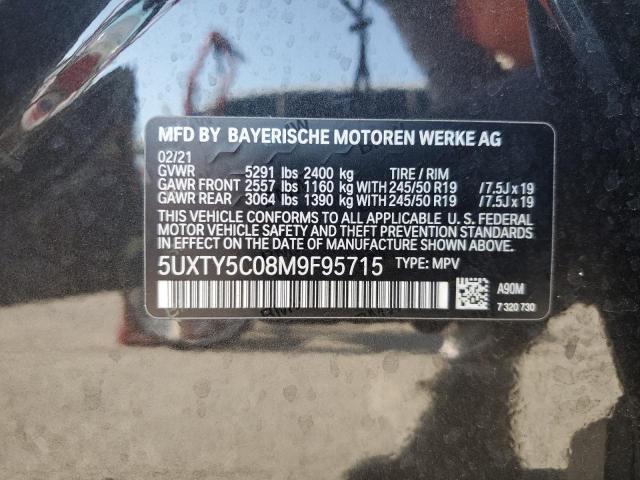 MFD BY BAYERISCHE MOTOREN WERKE AG
02/21
GVWR 5291 lbs 2400 kg TIRE / RIM
GAWR FRONT 2557 lbs 1160 kg WITH 245/50 R19 /7.5J x 19
GAWR REAR 3064 lbs 1390 kg WITH 245/50 R19 /7.5J x 19
THIS VEHICLE CONFORMS TO ALL APPLICABLE U. S. FEDERAL
MOTOR VEHICLE SAFETY AND THEFT PREVENTION STANDARDS
IN EFFECT ON THE DATE OF MANUFACTURE SHOWN ABOVE.
5UXTY5C08M9F95715 TYPE: MPV
A90M
7 320 730